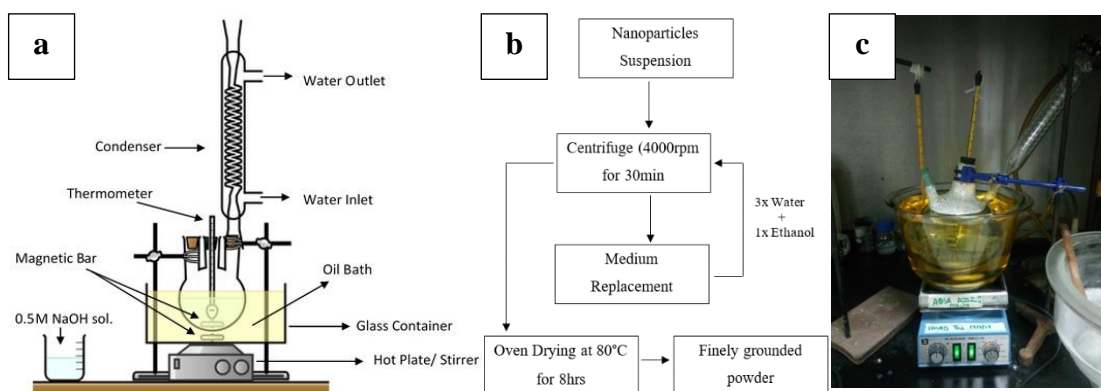 a
Water Outlet
Condenser
Thermometer
Water Inlet
Magnetic Bar
Oil Bath
0.5M NaOH sol.
Glass Container
Hot Plate/ Stirrer
b
Nanoparticles
Suspension
Centrifuge (4000rpm
for 30min
3x Water
+
1x Ethanol
Medium
Replacement
Oven Drying at 80°C
for 8hrs
Finely grounded
powder
c